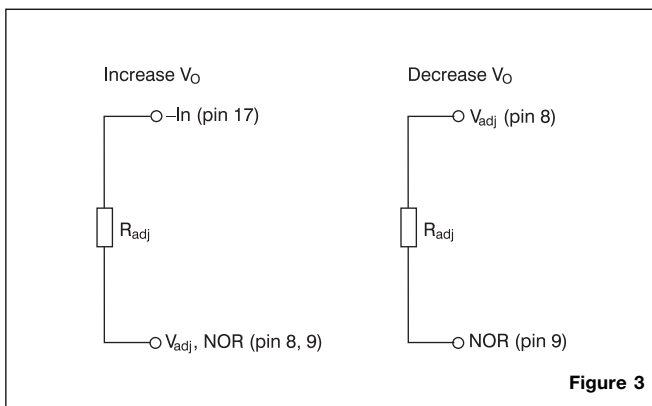 Increase VO
–In (pin 17)
Radj
Vadj, NOR (pin 8, 9)
Decrease VO
Vadj (pin 8)
Radj
NOR (pin 9)
Figure 3